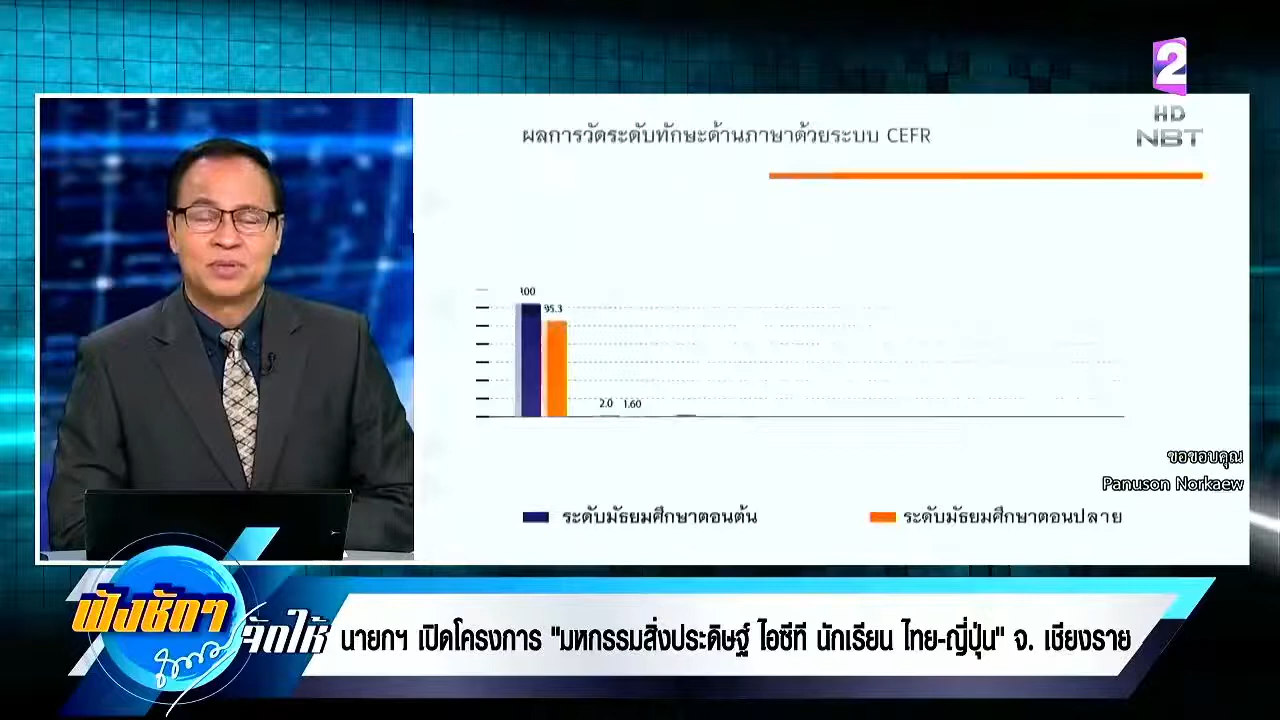 2
HD
NBT
ผลการวัดระดับทักษะด้านภาษาด้วยระบบ CEFR
100
95.3
2.0 1.60
ขอขอบคุณ
Panuson Norkaew
ระดับมัธยมศึกษาตอนต้น
ระดับมัธยมศึกษาตอนปลาย
ฟังชัดๆ
จัดให้
นายกฯ เปิดโครงการ "มหกรรมสิ่งประดิษฐ์ ไอซีที นักเรียน ไทย-ญี่ปุ่น" จ. เชียงราย